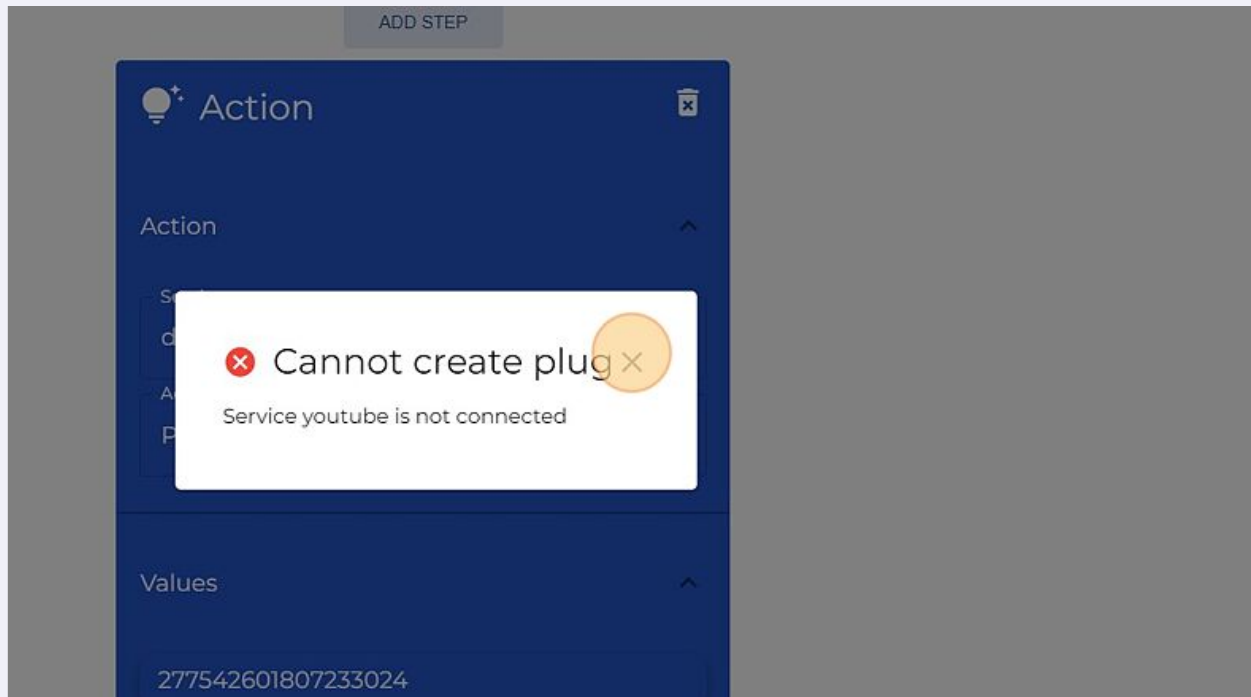 ADD STEP
Action
Action
Cannot create plug
Service youtube is not connected
Values
277542601807233024